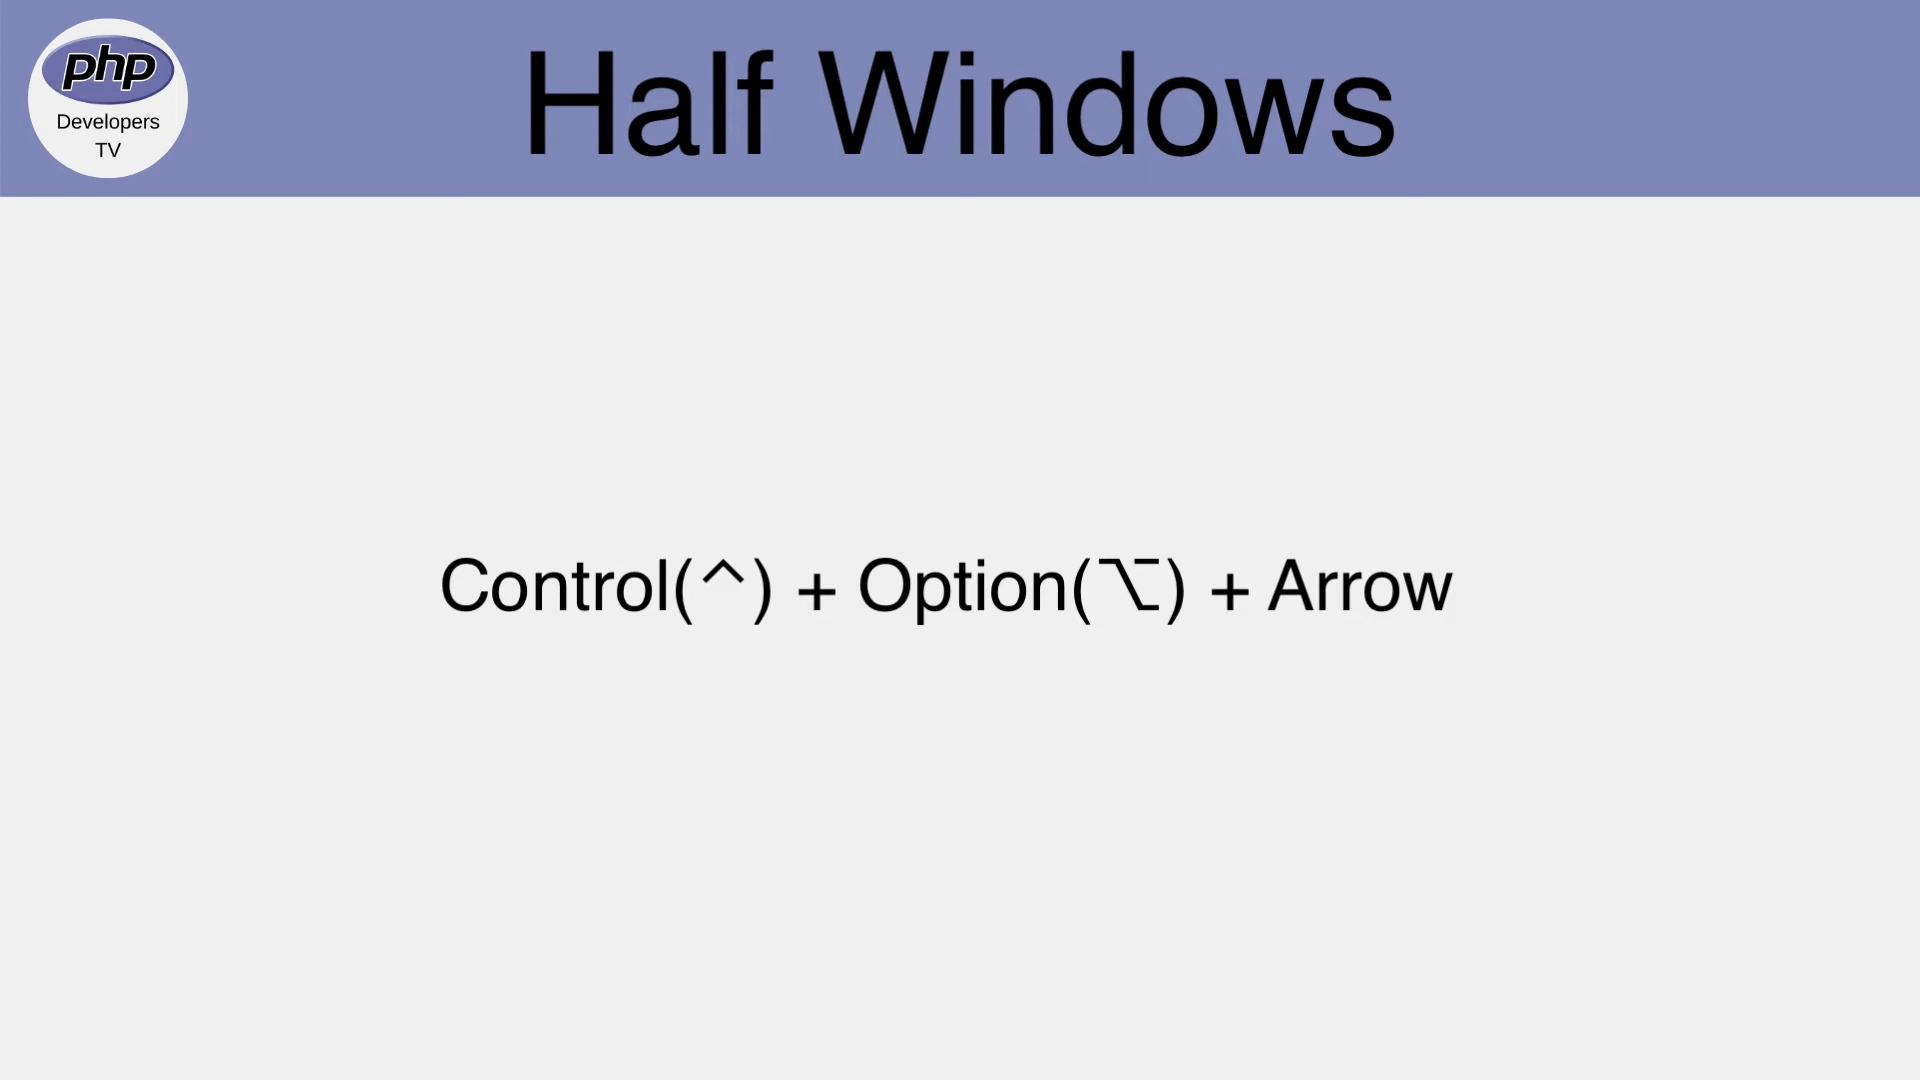 php
Developers
TV
Half Windows
Control(^) + Option(⌥) + Arrow